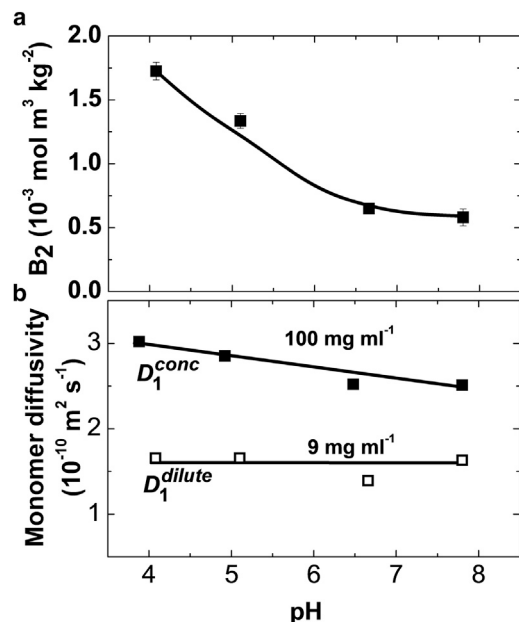 a
2.0
1.5
1.0
0.5
0.0
B₂ (10⁻³ mol m³ kg⁻²)
b
3
2
1
Monomer diffusivity
(10⁻¹⁰ m² s⁻¹)
100 mg ml⁻¹
D₁ᶜᵒⁿᶜ
9 mg ml⁻¹
D₁ᵈⁱˡᵘᵗᵉ
4 5 6 7 8
pH